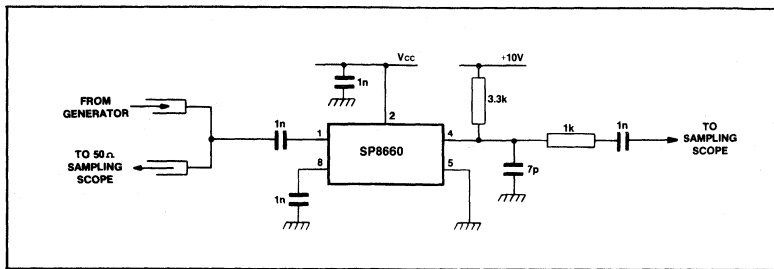 FROM
GENERATOR
TO 50Ω
SAMPLING
SCOPE
1n
1
8
1n
VCC
1n
2
SP8660
4
5
+10V
3.3k
1k
1n
7p
TO
SAMPLING
SCOPE